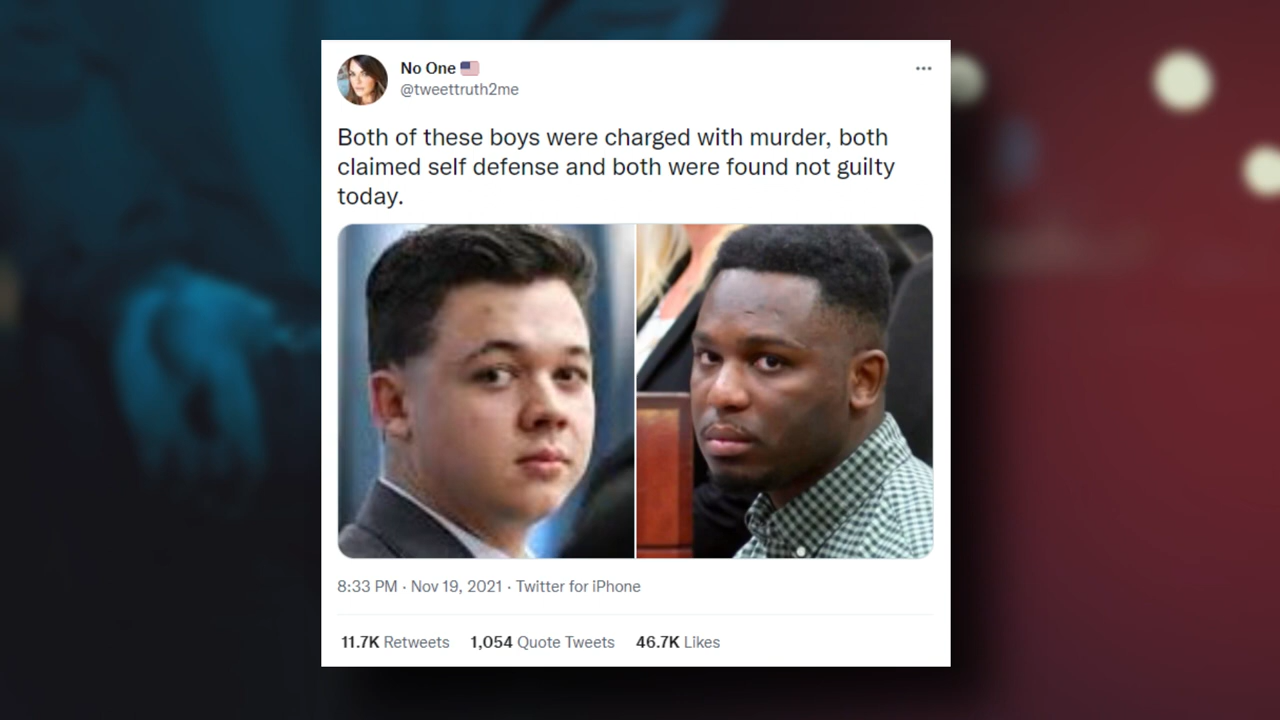 No One 🇺🇸
@tweettruth2me
Both of these boys were charged with murder, both
claimed self defense and both were found not guilty
today.
8:33 PM · Nov 19, 2021 · Twitter for iPhone
11.7K Retweets 1,054 Quote Tweets 46.7K Likes